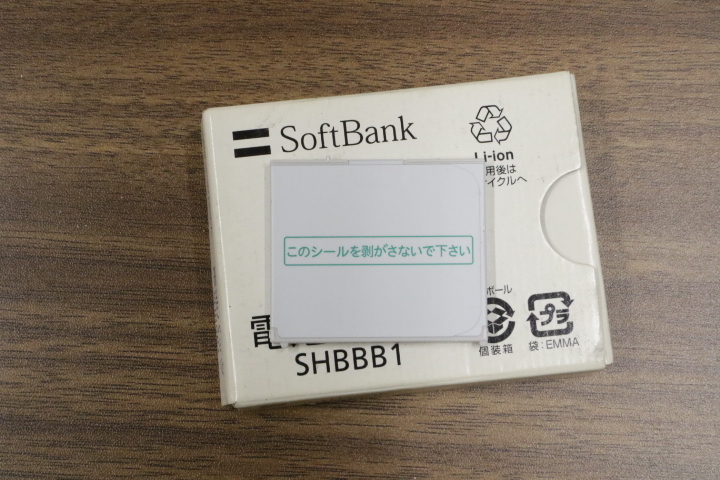 SoftBank
Li-ion
用後は
イクルへ
このシールを剥がさないで下さい
ボール
電
SHBBB1
個装箱
プラ
袋:EMMA